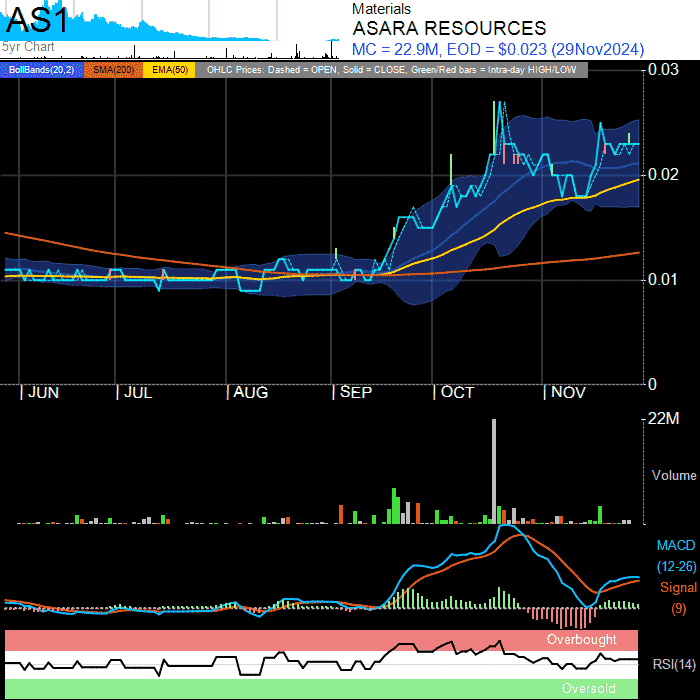 AS1
5yr Chart
Materials
ASARA RESOURCES
MC = 22.9M, EOD = $0.023 (29Nov2024)
BollBands(20,2) SMA(200) EMA(50) OHLC Prices: Dashed = OPEN, Solid = CLOSE, Green/Red bars = Intra-day HIGH/LOW
0.03
0.02
0.01
0
JUN JUL AUG SEP OCT NOV
22M
Volume
MACD
(12-26)
Signal
(9)
Overbought
RSI(14)
Oversold